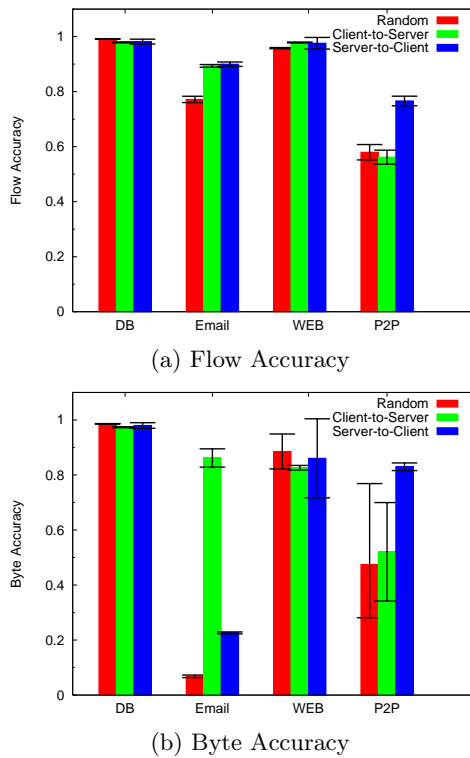 1
0.8
0.6
0.4
0.2
0
Flow Accuracy
Random
Client-to-Server
Server-to-Client
DB Email WEB P2P
(a) Flow Accuracy
1
0.8
0.6
0.4
0.2
0
Byte Accuracy
Random
Client-to-Server
Server-to-Client
DB Email WEB P2P
(b) Byte Accuracy